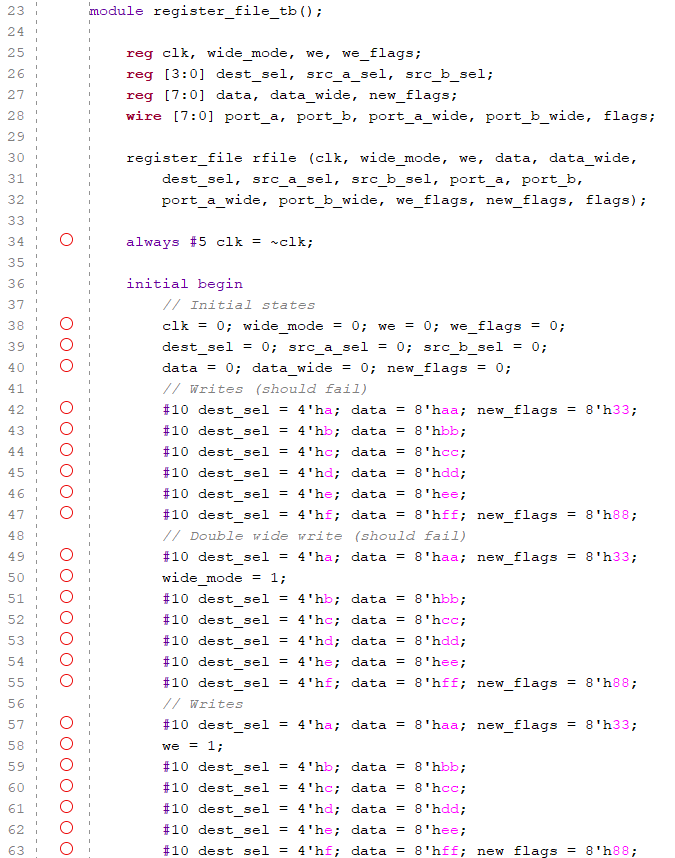 23 module register_file_tb();
24
25 reg clk, wide_mode, we, we_flags;
26 reg [3:0] dest_sel, src_a_sel, src_b_sel;
27 reg [7:0] data, data_wide, new_flags;
28 wire [7:0] port_a, port_b, port_a_wide, port_b_wide, flags;
29
30 register_file rfile (clk, wide_mode, we, data, data_wide,
31 dest_sel, src_a_sel, src_b_sel, port_a, port_b,
32 port_a_wide, port_b_wide, we_flags, new_flags, flags);
33
34 always #5 clk = ~clk;
35
36 initial begin
37 // Initial states
38 clk = 0; wide_mode = 0; we = 0; we_flags = 0;
39 dest_sel = 0; src_a_sel = 0; src_b_sel = 0;
40 data = 0; data_wide = 0; new_flags = 0;
41 // Writes (should fail)
42 #10 dest_sel = 4'ha; data = 8'haa; new_flags = 8'h33;
43 #10 dest_sel = 4'hb; data = 8'hbb;
44 #10 dest_sel = 4'hc; data = 8'hcc;
45 #10 dest_sel = 4'hd; data = 8'hdd;
46 #10 dest_sel = 4'he; data = 8'hee;
47 #10 dest_sel = 4'hf; data = 8'hff; new_flags = 8'h88;
48 // Double wide write (should fail)
49 #10 dest_sel = 4'ha; data = 8'haa; new_flags = 8'h33;
50 wide_mode = 1;
51 #10 dest_sel = 4'hb; data = 8'hbb;
52 #10 dest_sel = 4'hc; data = 8'hcc;
53 #10 dest_sel = 4'hd; data = 8'hdd;
54 #10 dest_sel = 4'he; data = 8'hee;
55 #10 dest_sel = 4'hf; data = 8'hff; new_flags = 8'h88;
56 // Writes
57 #10 dest_sel = 4'ha; data = 8'haa; new_flags = 8'h33;
58 we = 1;
59 #10 dest_sel = 4'hb; data = 8'hbb;
60 #10 dest_sel = 4'hc; data = 8'hcc;
61 #10 dest_sel = 4'hd; data = 8'hdd;
62 #10 dest_sel = 4'he; data = 8'hee;
63 #10 dest_sel = 4'hf; data = 8'hff; new_flags = 8'h88;